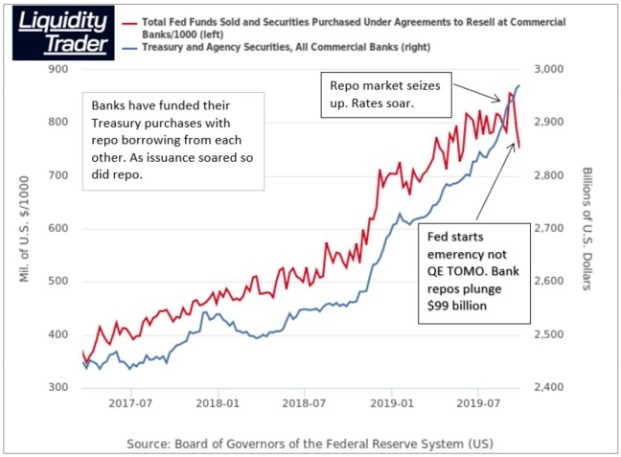 Liquidity
Trader
Total Fed Funds Sold and Securities Purchased Under Agreements to Resell at Commercial
Banks/1000 (left)
Treasury and Agency Securities, All Commercial Banks (right)
900
800
700
600
500
400
300
Mil. of U.S. $/1000
3,000
2,900
2,800
2,700
2,600
2,500
2,400
Billions of U.S. Dollars
Banks have funded their
Treasury purchases with
repo borrowing from each
other. As issuance soared so
did repo.
Repo market seizes
up. Rates soar.
Fed starts
emerency not
QE TOMO. Bank
repos plunge
$99 billion
2017-07
2018-01
2018-07
2019-01
2019-07
Source: Board of Governors of the Federal Reserve System (US)